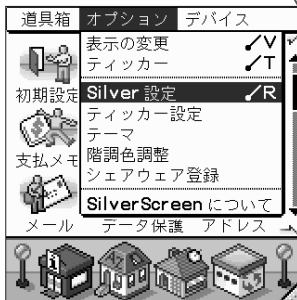 道具箱 オプション デバイス
表示の変更 /V
ティッカー /T
初期設定
Silver 設定 /R
ティッカー設定
テーマ
支払メモ
階調色調整
シェアウェア登録
SilverScreen について
メール データ保護 アドレス